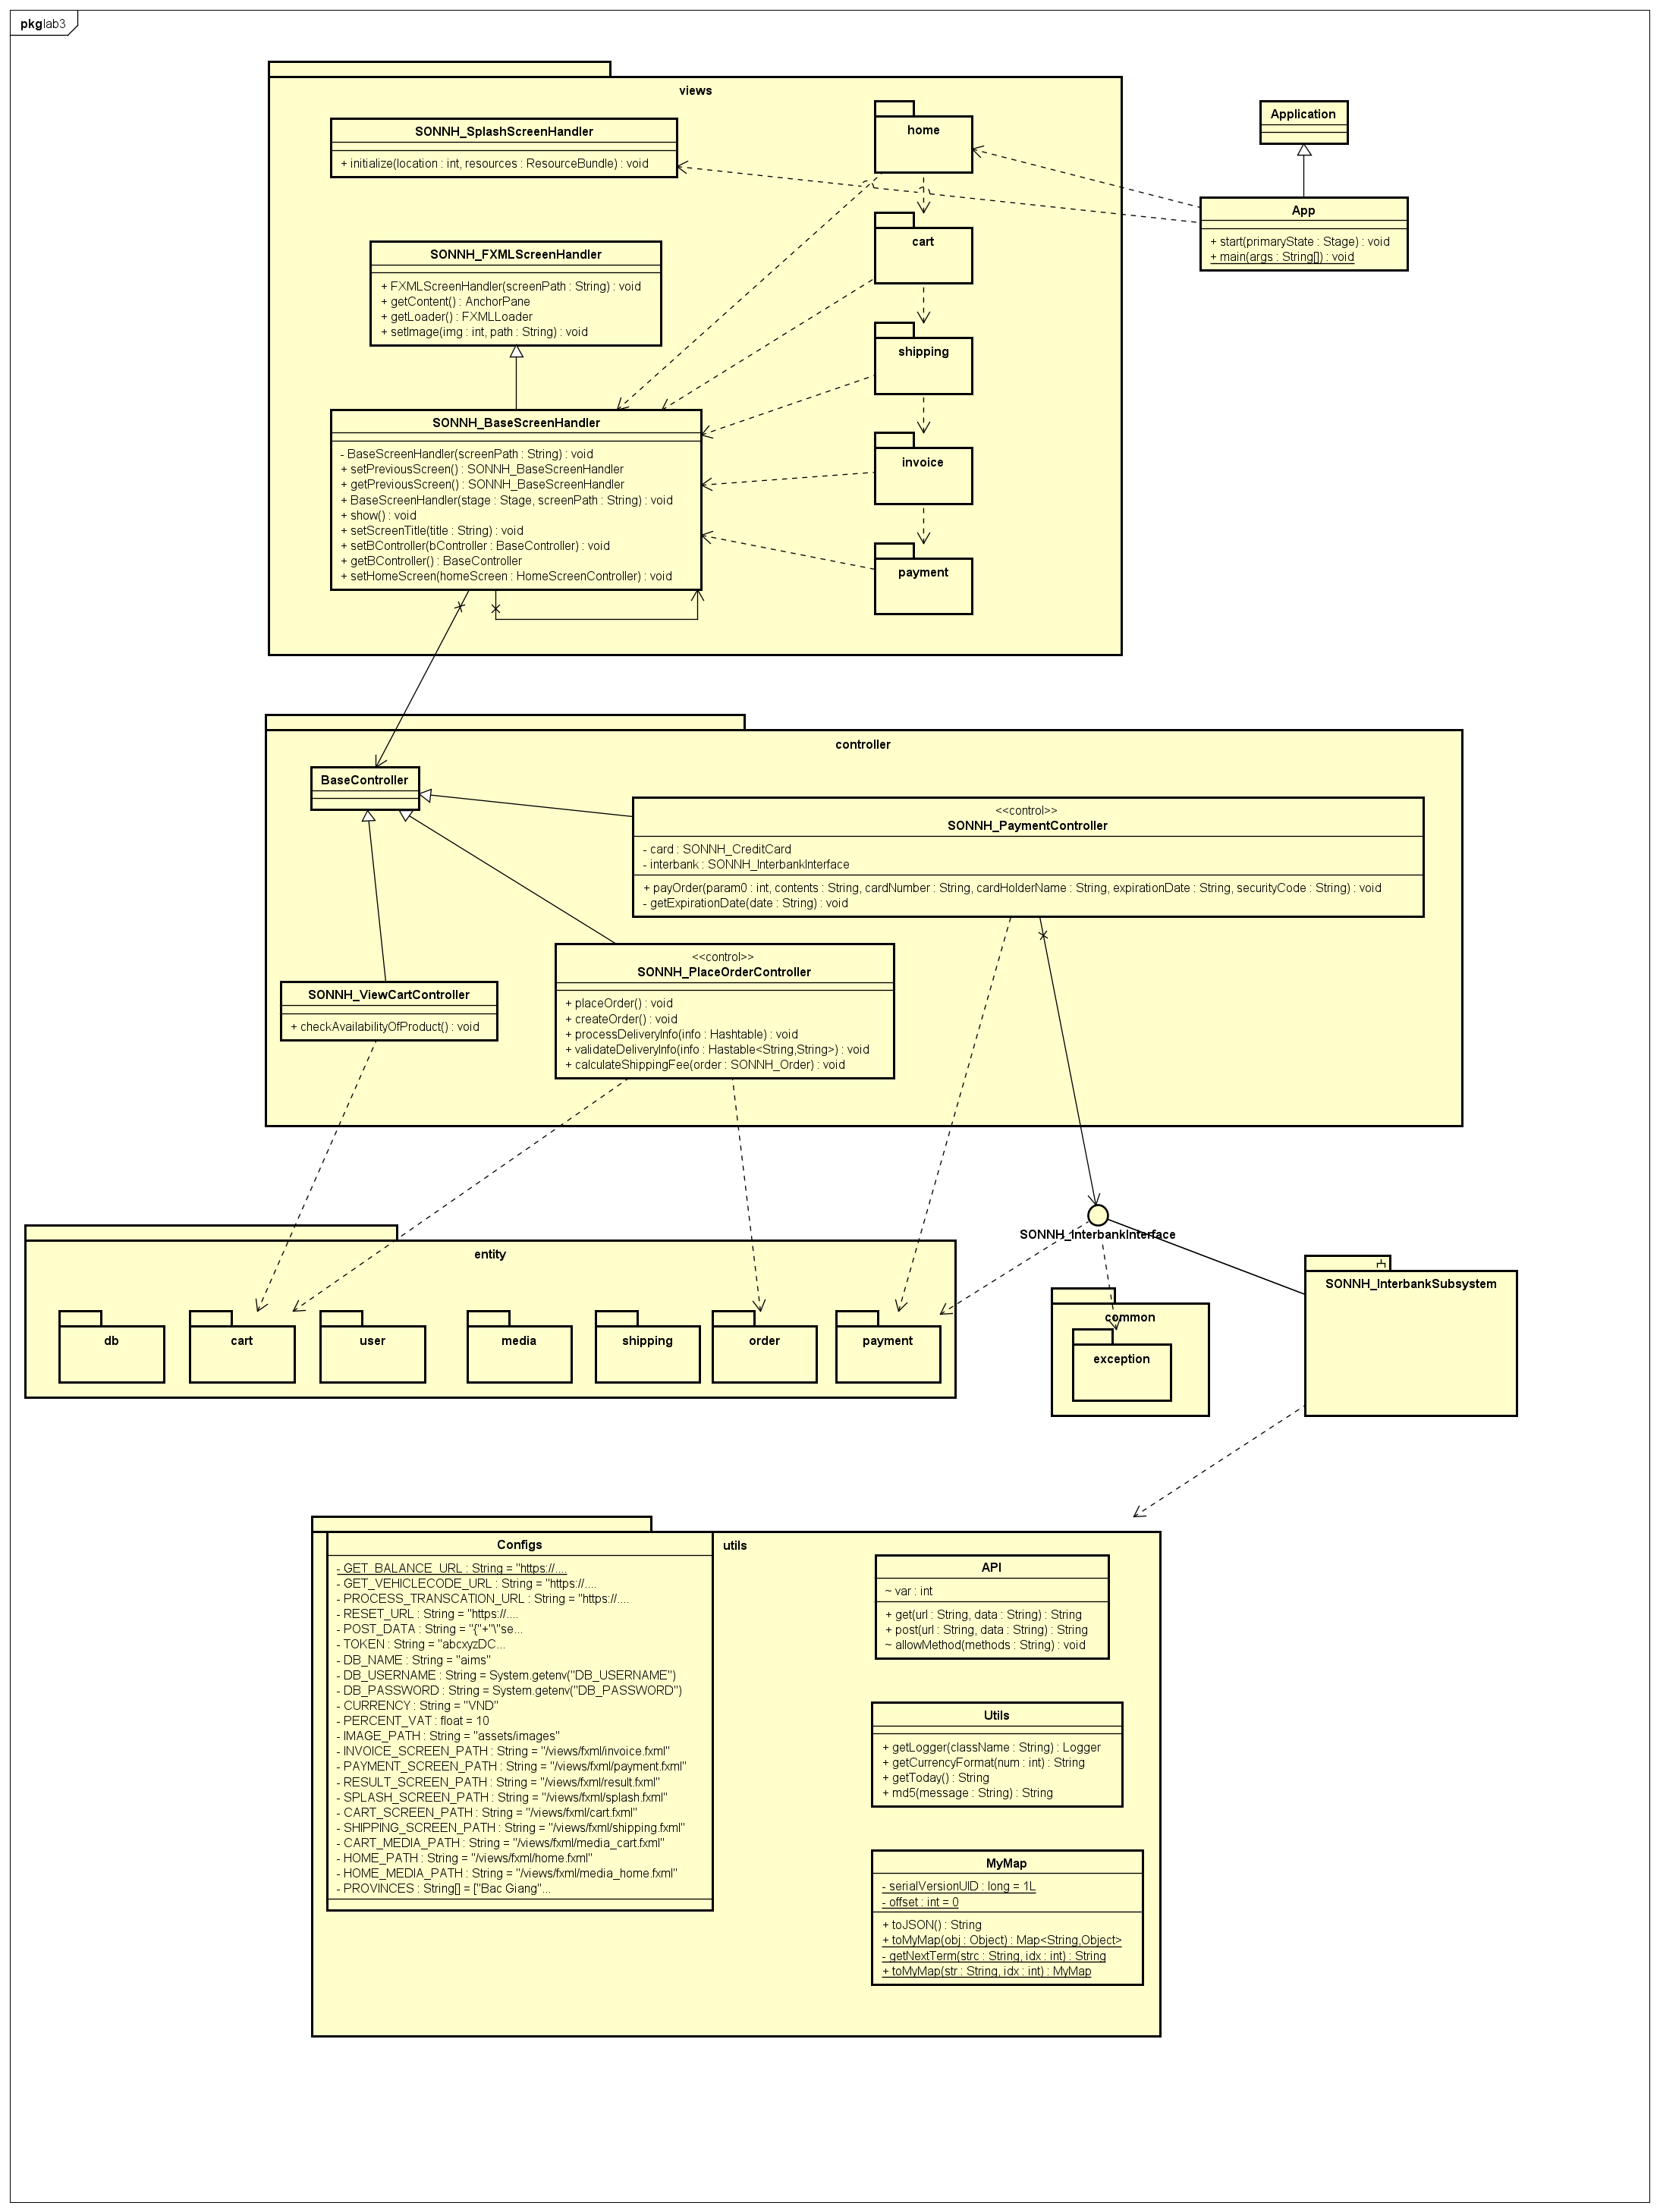 pkg lab3
views
SONNH_SplashScreenHandler
+ initialize(location : int, resources : ResourceBundle) : void
SONNH_FXMLScreenHandler
+ FXMLScreenHandler(screenPath : String) : void
+ getContent() : AnchorPane
+ getLoader() : FXMLLoader
+ setImage(img : int, path : String) : void
SONNH_BaseScreenHandler
- BaseScreenHandler(screenPath : String) : void
+ setPreviousScreen() : SONNH_BaseScreenHandler
+ getPreviousScreen() : SONNH_BaseScreenHandler
+ BaseScreenHandler(stage : Stage, screenPath : String) : void
+ show() : void
+ setScreenTitle(title : String) : void
+ setBController(bController : BaseController) : void
+ getBController() : BaseController
+ setHomeScreen(homeScreen : HomeScreenController) : void
home
cart
shipping
invoice
payment
Application
App
+ start(primaryState : Stage) : void
+ main(args : String[]) : void
controller
BaseController
<<control>>
SONNH_PaymentController
- card : SONNH_CreditCard
- interbank : SONNH_InterbankInterface
+ payOrder(param0 : int, contents : String, cardNumber : String, cardHolderName : String, expirationDate : String, securityCode : String) : void
- getExpirationDate(date : String) : void
<<control>>
SONNH_PlaceOrderController
+ placeOrder() : void
+ createOrder() : void
+ processDeliveryInfo(info : Hashtable) : void
+ validateDeliveryInfo(info : Hastable<String,String>) : void
+ calculateShippingFee(order : SONNH_Order) : void
SONNH_ViewCartController
+ checkAvailabilityOfProduct() : void
entity
db
cart
user
media
shipping
order
payment
SONNH_InterbankInterface
common
exception
SONNH_InterbankSubsystem
utils
Configs
- GET_BALANCE_URL : String = "https://....
- GET_VEHICLECODE_URL : String = "https://....
- PROCESS_TRANSCATION_URL : String = "https://....
- RESET_URL : String = "https://....
- POST_DATA : String = "{"+"\"se...
- TOKEN : String = "abcxyzDC...
- DB_NAME : String = "aims"
- DB_USERNAME : String = System.getenv("DB_USERNAME")
- DB_PASSWORD : String = System.getenv("DB_PASSWORD")
- CURRENCY : String = "VND"
- PERCENT_VAT : float = 10
- IMAGE_PATH : String = "assets/images"
- INVOICE_SCREEN_PATH : String = "/views/fxml/invoice.fxml"
- PAYMENT_SCREEN_PATH : String = "/views/fxml/payment.fxml"
- RESULT_SCREEN_PATH : String = "/views/fxml/result.fxml"
- SPLASH_SCREEN_PATH : String = "/views/fxml/splash.fxml"
- CART_SCREEN_PATH : String = "/views/fxml/cart.fxml"
- SHIPPING_SCREEN_PATH : String = "/views/fxml/shipping.fxml"
- CART_MEDIA_PATH : String = "/views/fxml/media_cart.fxml"
- HOME_PATH : String = "/views/fxml/home.fxml"
- HOME_MEDIA_PATH : String = "/views/fxml/media_home.fxml"
- PROVINCES : String[] = ["Bac Giang"...
API
~ var : int
+ get(url : String, data : String) : String
+ post(url : String, data : String) : String
~ allowMethod(methods : String) : void
Utils
+ getLogger(className : String) : Logger
+ getCurrencyFormat(num : int) : String
+ getToday() : String
+ md5(message : String) : String
MyMap
- serialVersionUID : long = 1L
- offset : int = 0
+ toJSON() : String
+ toMyMap(obj : Object) : Map<String,Object>
- getNextTerm(strc : String, idx : int) : String
+ toMyMap(str : String, idx : int) : MyMap